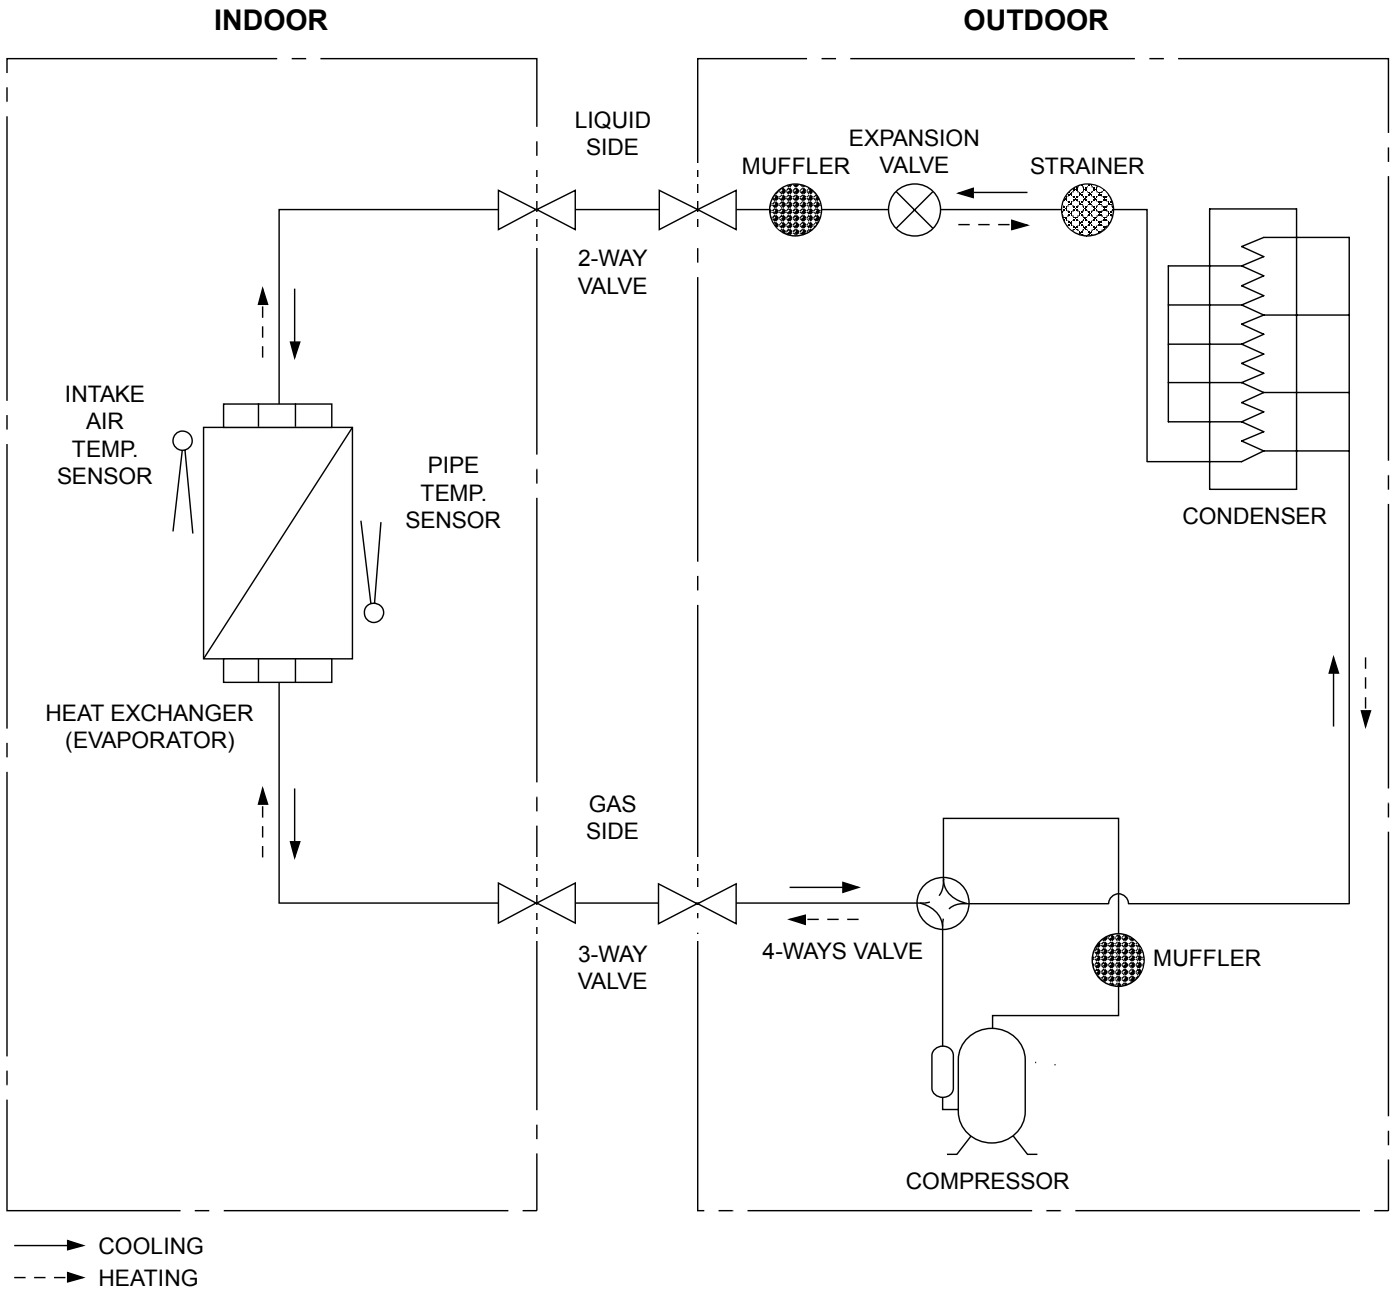 INDOOR
OUTDOOR
LIQUID
SIDE
MUFFLER
EXPANSION
VALVE
STRAINER
2-WAY
VALVE
INTAKE
AIR
TEMP.
SENSOR
PIPE
TEMP.
SENSOR
CONDENSER
HEAT EXCHANGER
(EVAPORATOR)
GAS
SIDE
3-WAY
VALVE
4-WAYS VALVE
MUFFLER
COMPRESSOR
COOLING
HEATING